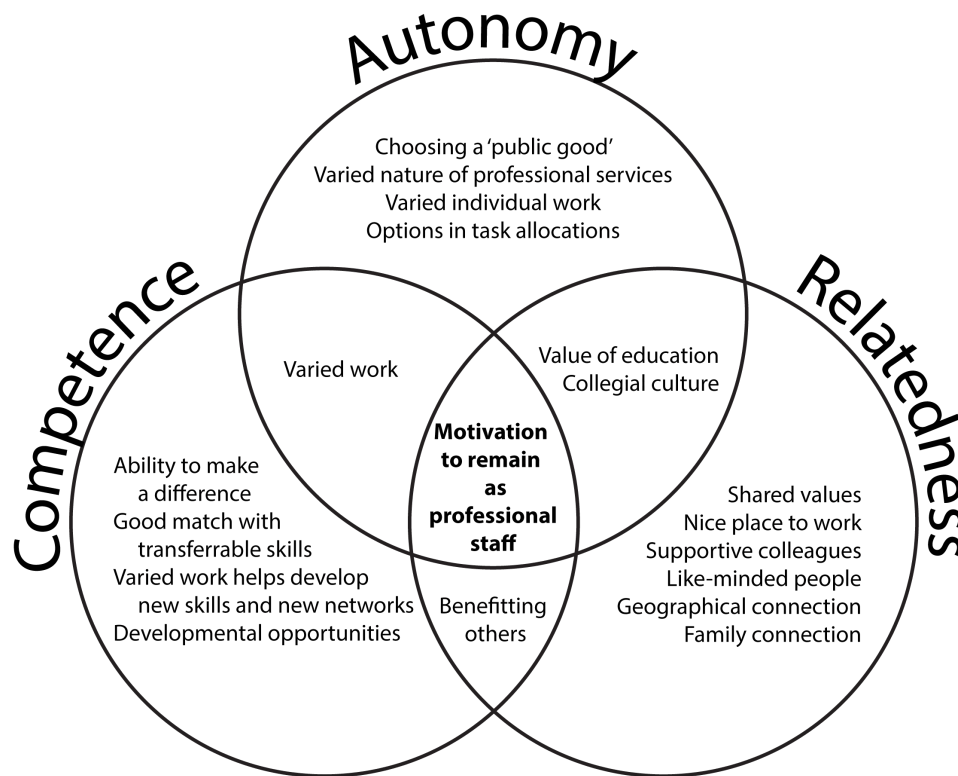 Autonomy
Choosing a ‘public good’
Varied nature of professional services
Varied individual work
Options in task allocations
Competence
Relatedness
Varied work
Value of education
Collegial culture
Motivation
to remain
as
professional
staff
Ability to make
a difference
Good match with
transferrable skills
Varied work helps develop
new skills and new networks
Developmental opportunities
Shared values
Nice place to work
Supportive colleagues
Like-minded people
Geographical connection
Family connection
Benefitting
others